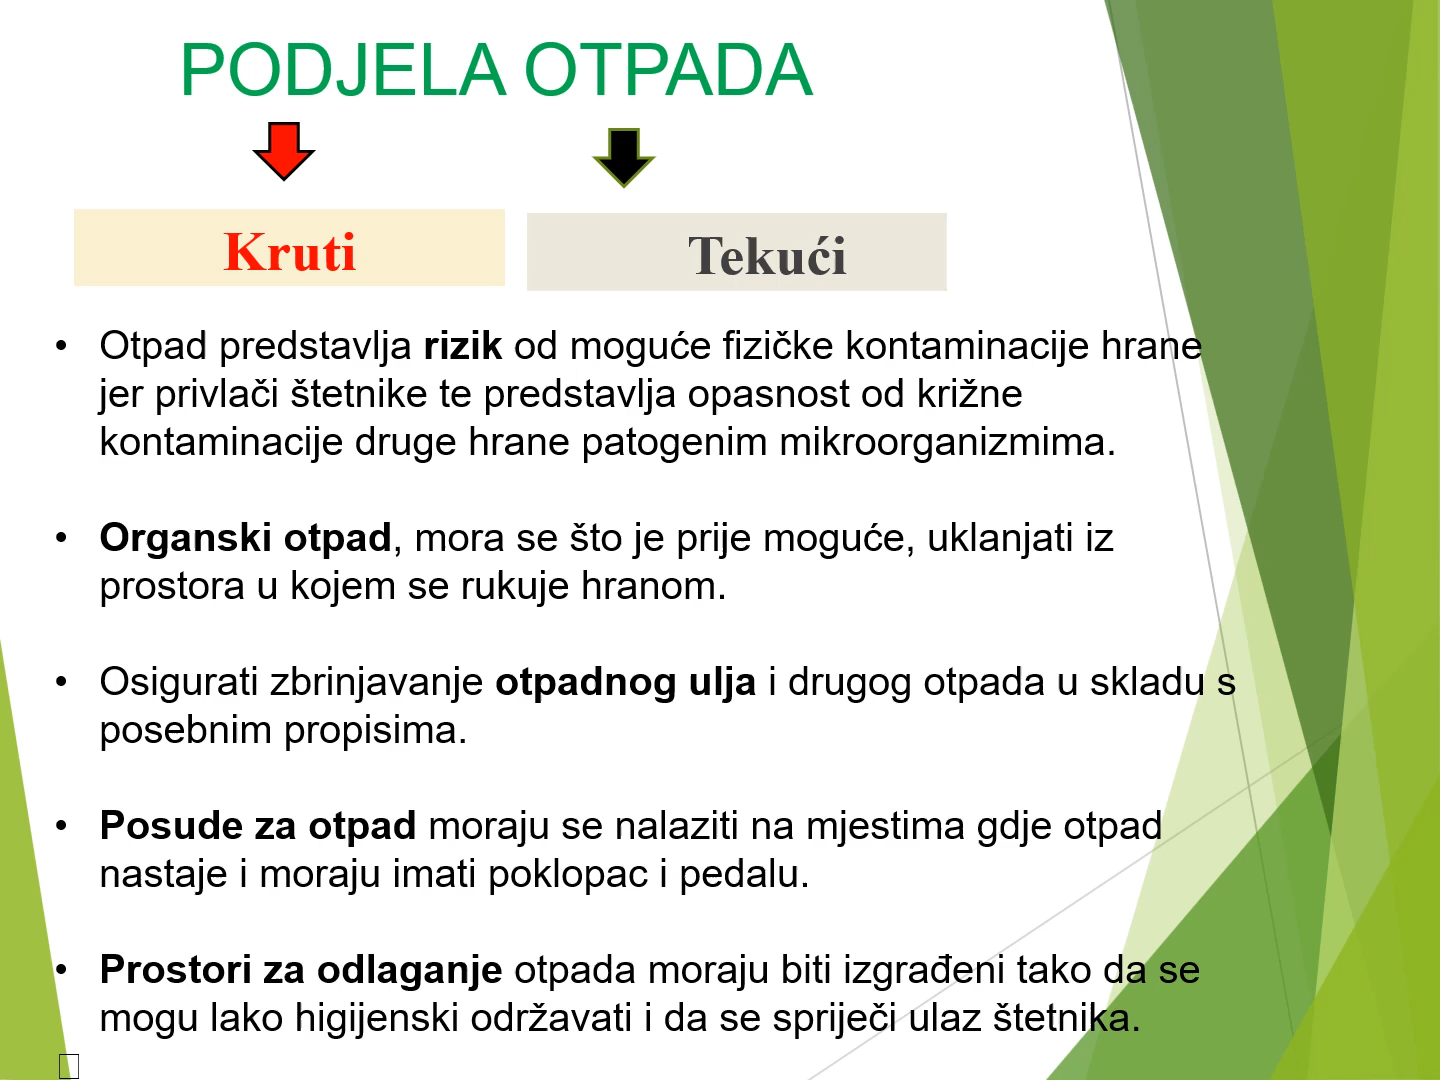 PODJELA OTPADA
Kruti
Tekući
• Otpad predstavlja rizik od moguće fizičke kontaminacije hrane
jer privlači štetnike te predstavlja opasnost od križne
kontaminacije druge hrane patogenim mikroorganizmima.
• Organski otpad, mora se što je prije moguće, uklanjati iz
prostora u kojem se rukuje hranom.
• Osigurati zbrinjavanje otpadnog ulja i drugog otpada u skladu s
posebnim propisima.
• Posude za otpad moraju se nalaziti na mjestima gdje otpad
nastaje i moraju imati poklopac i pedalu.
• Prostori za odlaganje otpada moraju biti izgrađeni tako da se
mogu lako higijenski održavati i da se spriječi ulaz štetnika.